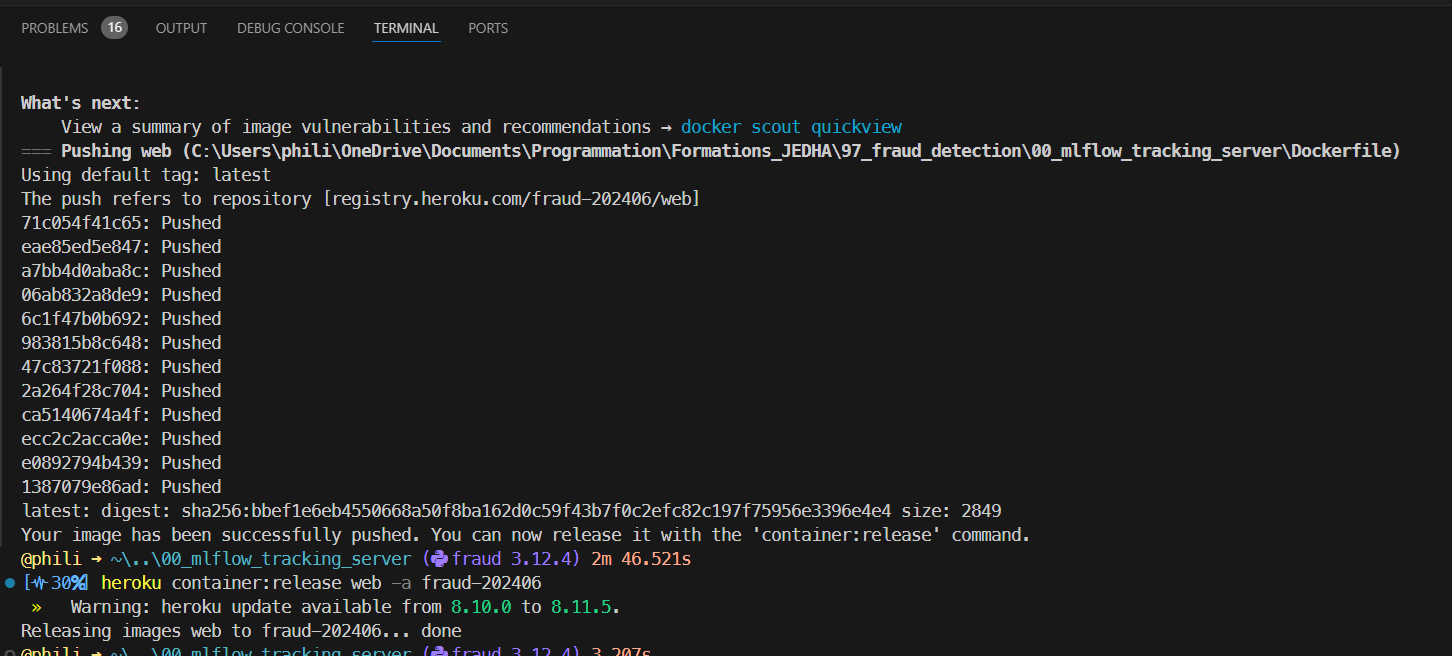 PROBLEMS 16 OUTPUT DEBUG CONSOLE TERMINAL PORTS
What's next:
View a summary of image vulnerabilities and recommendations → docker scout quickview
=== Pushing web (C:\Users\phili\OneDrive\Documents\Programmation\Formations_JEDHA\97_fraud_detection\00_mlflow_tracking_server\Dockerfile)
Using default tag: latest
The push refers to repository [registry.heroku.com/fraud-202406/web]
71c054f41c65: Pushed
eae85ed5e847: Pushed
a7bb4d0aba8c: Pushed
06ab832a8de9: Pushed
6c1f47b0b692: Pushed
983815b8c648: Pushed
47c83721f088: Pushed
2a264f28c704: Pushed
ca5140674a4f: Pushed
ecc2c2acca0e: Pushed
e0892794b439: Pushed
1387079e86ad: Pushed
latest: digest: sha256:bbef1e6eb4550668a50f8ba162d0c59f43b7f0c2efc82c197f75956e3396e4e4 size: 2849
Your image has been successfully pushed. You can now release it with the 'container:release' command.
@phili → ~\..\00_mlflow_tracking_server (fraud 3.12.4) 2m 46.521s
[30%] heroku container:release web -a fraud-202406
» Warning: heroku update available from 8.10.0 to 8.11.5.
Releasing images web to fraud-202406... done
@phili → ~\..\00_mlflow_tracking_server (fraud 3.12.4) 3.207s